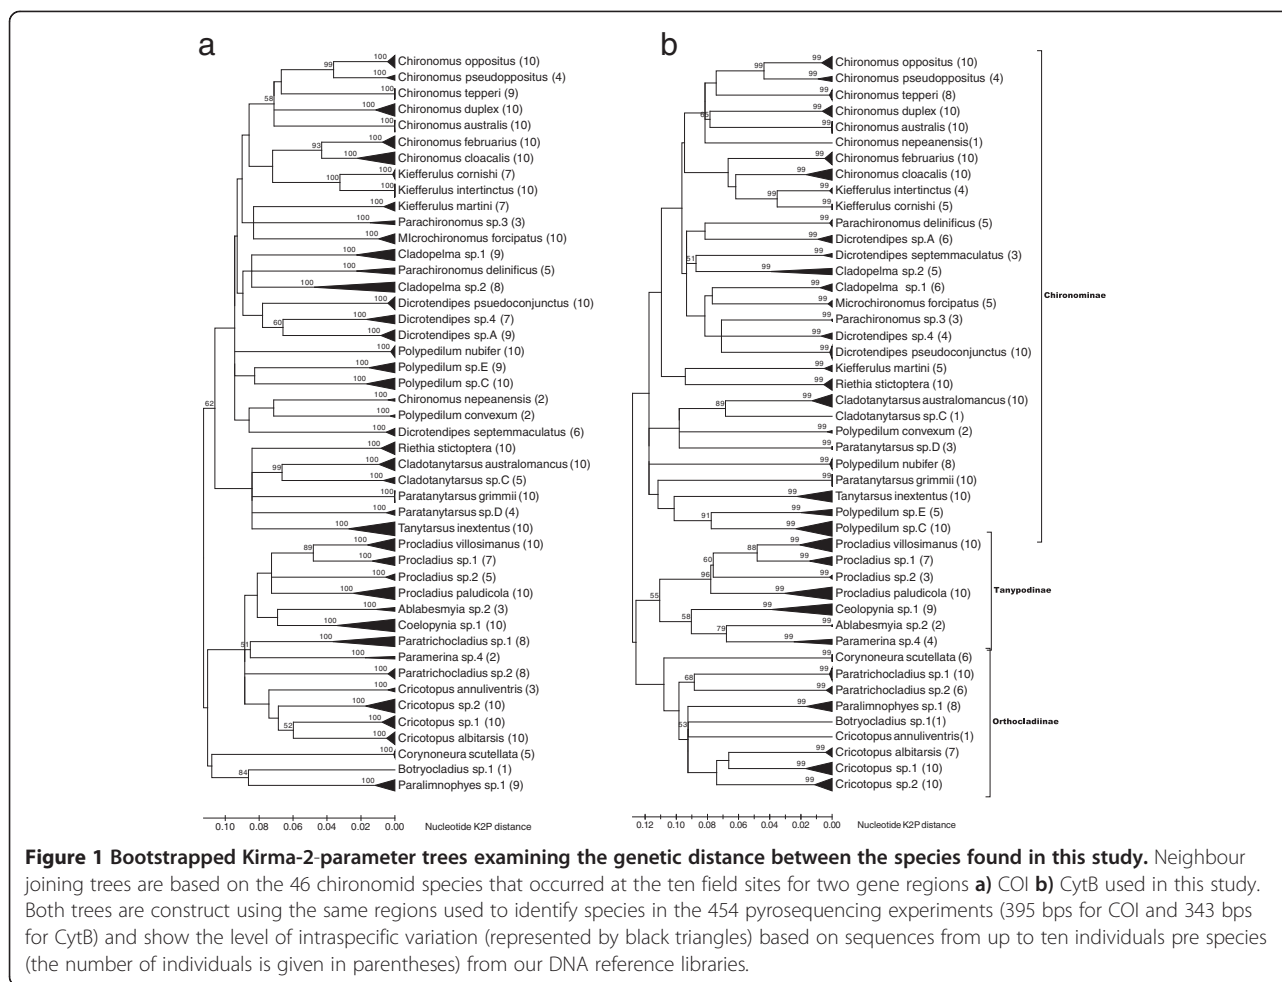 a
100 Chironomus oppositus (10)
99
100 Chironomus pseudoppositus (4)
100 Chironomus tepperi (9)
58
100 Chironomus duplex (10)
100 Chironomus australis (10)
100 Chironomus februarius (10)
93
100 Chironomus cloacalis (10)
100 Kiefferulus cornishi (7)
100
100 Kiefferulus intertinctus (10)
100 Kiefferulus martini (7)
100 Parachironomus sp.3 (3)
100 MIcrochironomus forcipatus (10)
100 Cladopelma sp.1 (9)
100 Parachironomus delinificus (5)
100 Cladopelma sp.2 (8)
100 Dicrotendipes psuedoconjunctus (10)
100 Dicrotendipes sp.4 (7)
60
100 Dicrotendipes sp.A (9)
100 Polypedilum nubifer (10)
100 Polypedilum sp.E (9)
100 Polypedilum sp.C (10)
62
100 Chironomus nepeanensis (2)
100 Polypedilum convexum (2)
100 Dicrotendipes septemmaculatus (6)
100 Riethia stictoptera (10)
100 Cladotanytarsus australomancus (10)
99
100 Cladotanytarsus sp.C (5)
100 Paratanytarsus grimmii (10)
100 Paratanytarsus sp.D (4)
100 Tanytarsus inextentus (10)
100 Procladius villosimanus (10)
89
100 Procladius sp.1 (7)
100 Procladius sp.2 (5)
100 Procladius paludicola (10)
100 Ablabesmyia sp.2 (3)
100 Coelopynia sp.1 (10)
100 Paratrichocladius sp.1 (8)
51
100 Paramerina sp.4 (2)
100 Paratrichocladius sp.2 (8)
100 Cricotopus annuliventris (3)
100 Cricotopus sp.2 (10)
100 Cricotopus sp.1 (10)
52
100 Cricotopus albitarsis (10)
100 Corynoneura scutellata (5)
Botryocladius sp.1 (1)
84
100 Paralimnophyes sp.1 (9)
0.10 0.08 0.06 0.04 0.02 0.00
Nucleotide K2P distance
b
99 Chironomus oppositus (10)
99
99 Chironomus pseudoppositus (4)
99 Chironomus tepperi (8)
99 Chironomus duplex (10)
65
99 Chironomus australis (10)
Chironomus nepeanensis(1)
99 Chironomus februarius (10)
99 Chironomus cloacalis (10)
99 Kiefferulus intertinctus (4)
35
99 Kiefferulus cornishi (5)
99 Parachironomus delinificus (5)
99 Dicrotendipes sp.A (6)
99 Dicrotendipes septemmaculatus (3)
51
99 Cladopelma sp.2 (5)
99 Cladopelma sp.1 (6)
99 Microchironomus forcipatus (5)
99 Parachironomus sp.3 (3)
99 Dicrotendipes sp.4 (4)
99 Dicrotendipes pseudoconjunctus (10)
99 Kiefferulus martini (5)
99 Riethia stictoptera (10)
99 Cladotanytarsus australomancus (10)
89
Cladotanytarsus sp.C (1)
99 Polypedilum convexum (2)
99 Paratanytarsus sp.D (3)
99 Polypedilum nubifer (8)
99 Paratanytarsus grimmii (10)
99 Tanytarsus inextentus (10)
99 Polypedilum sp.E (5)
91
99 Polypedilum sp.C (10)
Chironominae
99 Procladius villosimanus (10)
88
99 Procladius sp.1 (7)
60
99 Procladius sp.2 (3)
96
99 Procladius paludicola (10)
55
99 Ceolopynia sp.1 (9)
58
99 Ablabesmyia sp.2 (2)
79
99 Paramerina sp.4 (4)
Tanypodinae
99 Corynoneura scutellata (6)
99 Paratrichocladius sp.1 (10)
68
99 Paratrichocladius sp.2 (6)
99 Paralimnophyes sp.1 (8)
53
Botryocladius sp.1(1)
Cricotopus annuliventris(1)
99 Cricotopus albitarsis (7)
99 Cricotopus sp.1 (10)
99 Cricotopus sp.2 (10)
Orthocladiinae
0.12 0.10 0.08 0.06 0.04 0.02 0.00
Nucleotide K2P distance
Figure 1 Bootstrapped Kirma-2-parameter trees examining the genetic distance between the species found in this study. Neighbour
joining trees are based on the 46 chironomid species that occurred at the ten field sites for two gene regions a) COI b) CytB used in this study.
Both trees are construct using the same regions used to identify species in the 454 pyrosequencing experiments (395 bps for COI and 343 bps
for CytB) and show the level of intraspecific variation (represented by black triangles) based on sequences from up to ten individuals pre species
(the number of individuals is given in parentheses) from our DNA reference libraries.